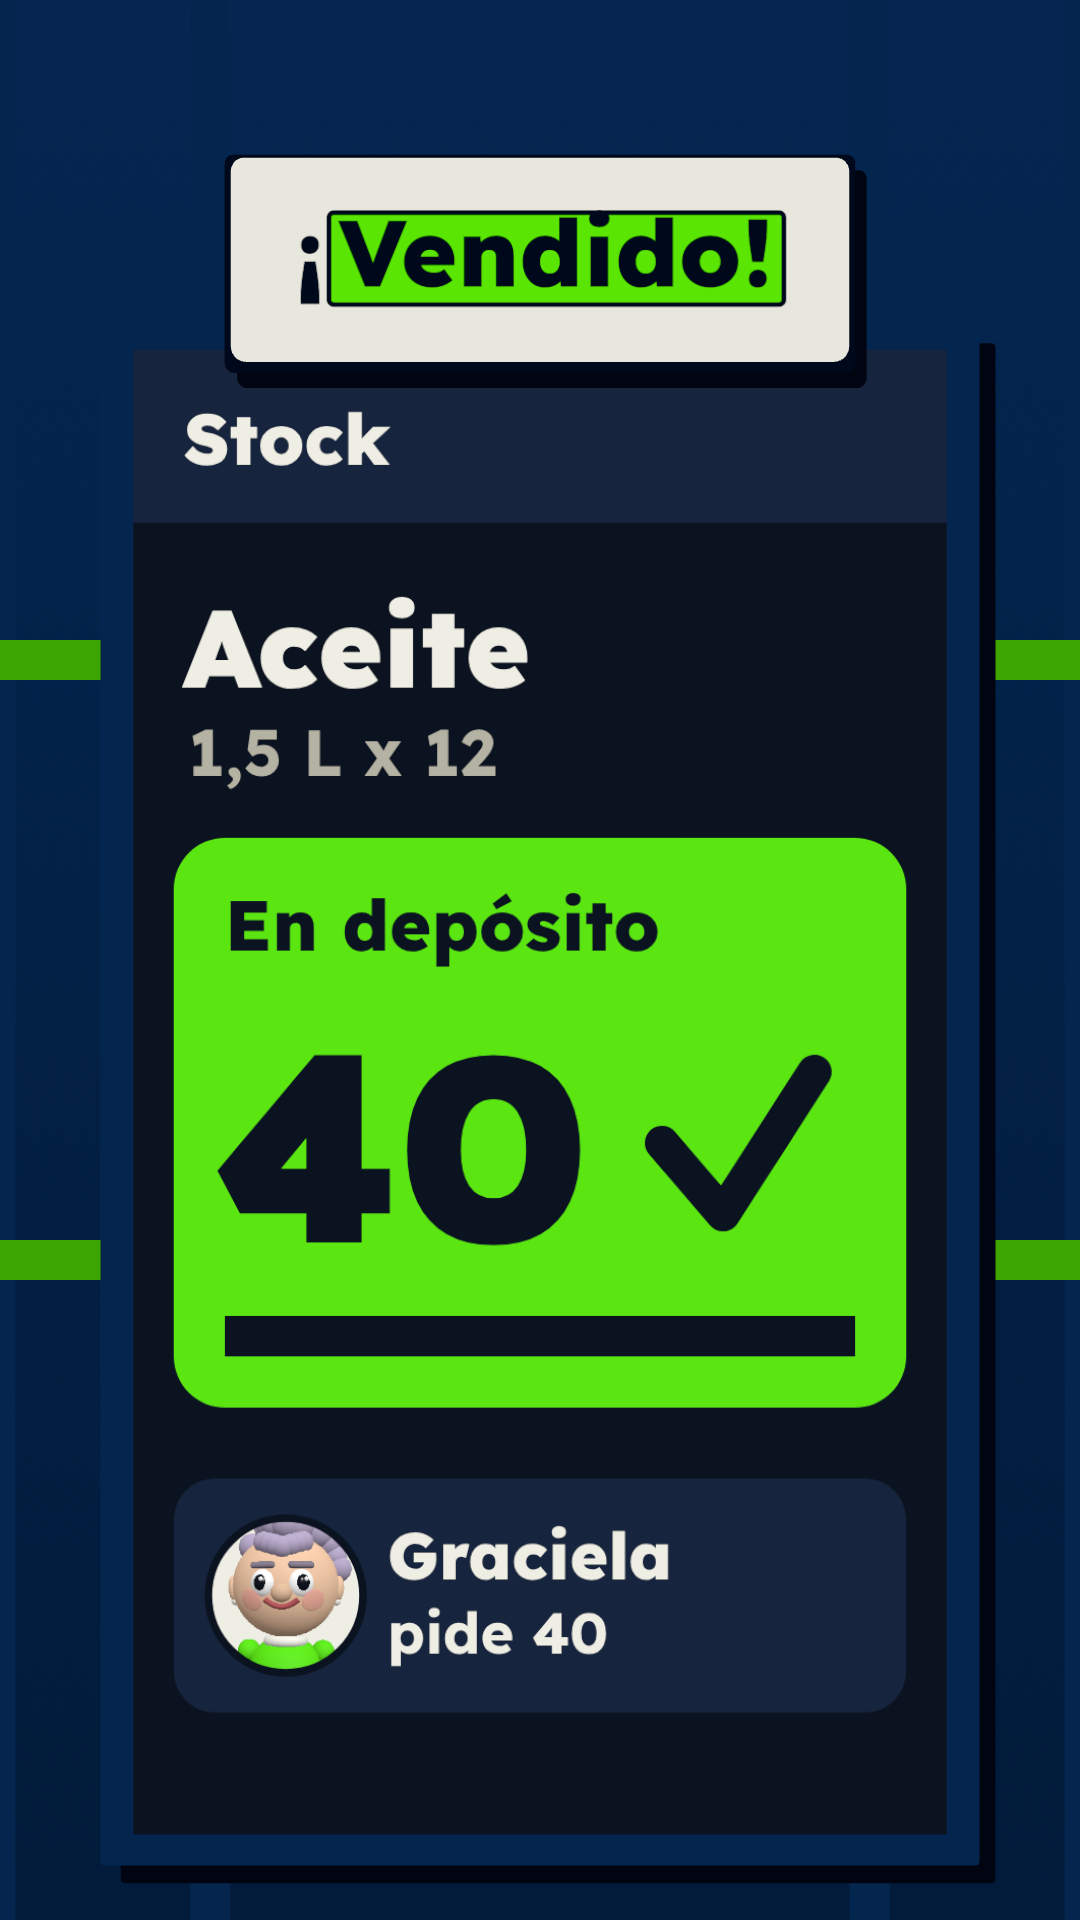 ¡Vendido!
Stock
Aceite
1,5 L x 12
En depósito
40
Graciela
pide 40